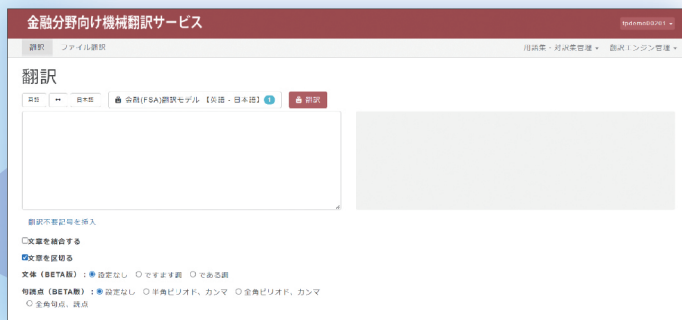 金融分野向け機械翻訳サービス
翻訳 ファイル翻訳 用語集・対訳集管理 翻訳エンジン管理
翻訳
英語 ↔ 日本語 金融(FSA)翻訳モデル 【英語 - 日本語】 1 翻訳
翻訳不要記号を挿入
文章を結合する
文章を区切る
文体（BETA版）： 設定なし ですます調 である調
句読点（BETA版）： 設定なし 半角ピリオド、カンマ 全角ピリオド、カンマ
全角句点、読点